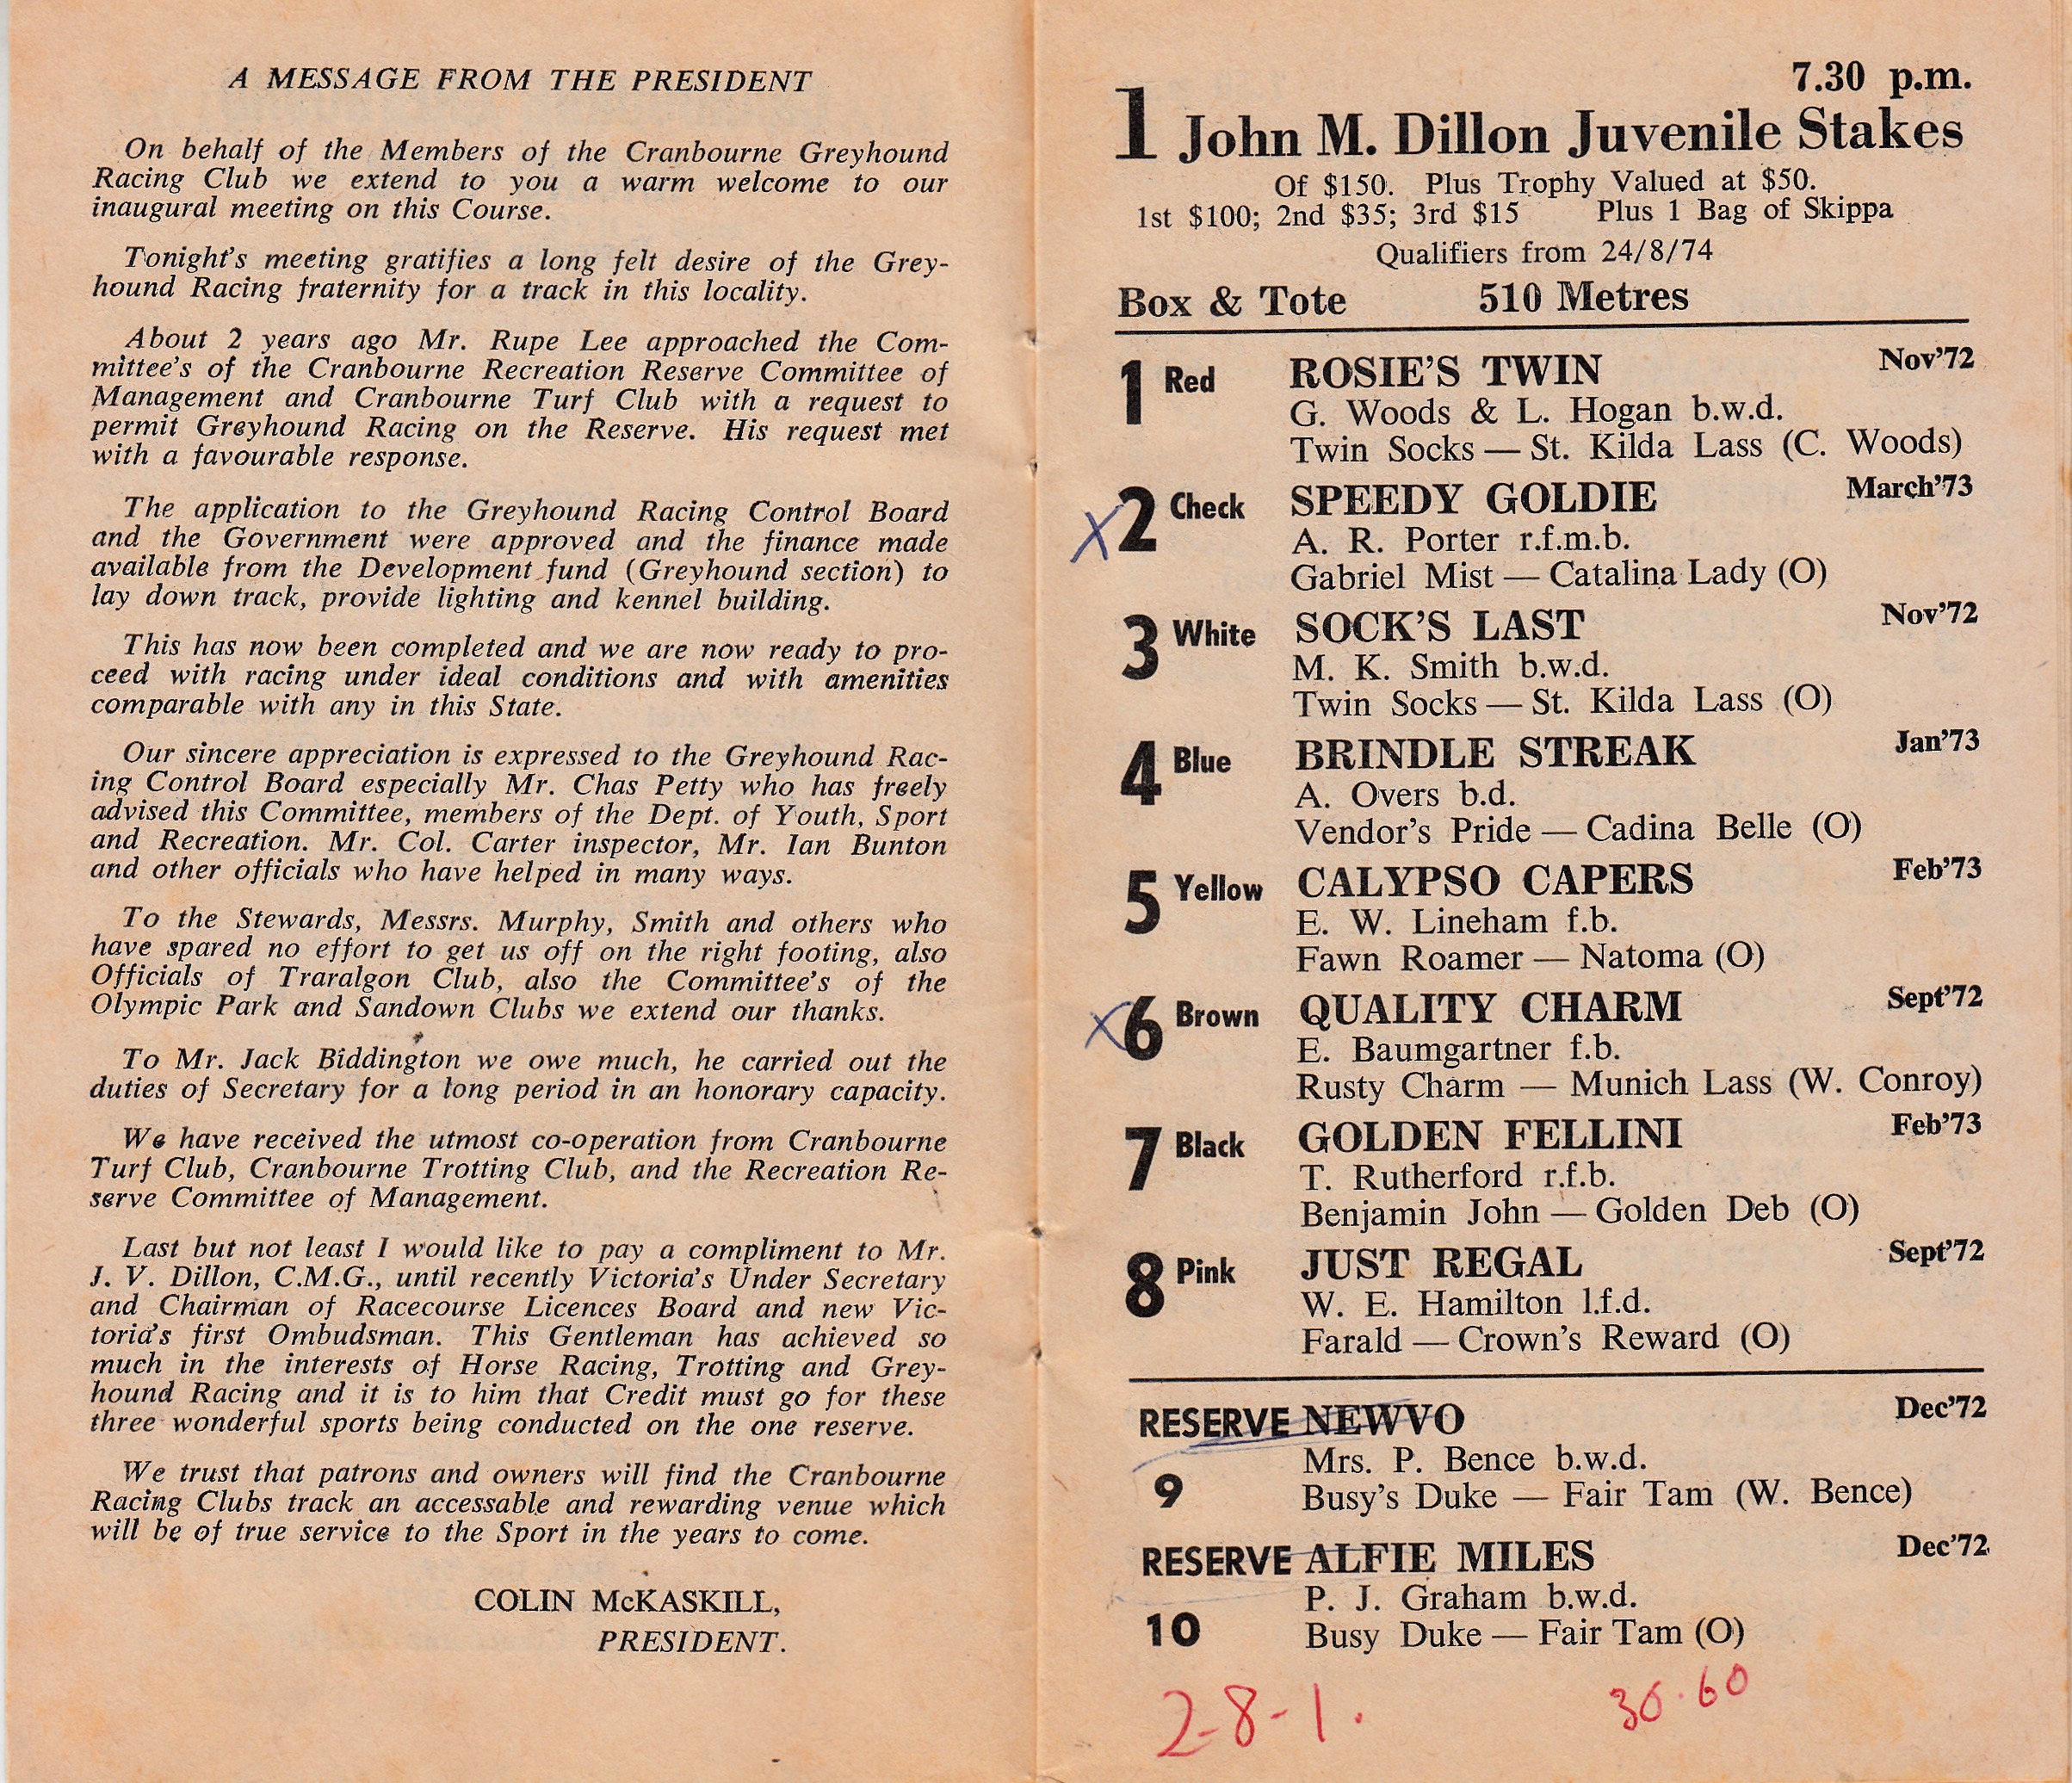 A MESSAGE FROM THE PRESIDENT
On behalf of the Members of the Cranbourne Greyhound
Racing Club we extend to you a warm welcome to our
inaugural meeting on this Course.
Tonight's meeting gratifies a long felt desire of the Grey-
hound Racing fraternity for a track in this locality.
About 2 years ago Mr. Rupe Lee approached the Com-
mittee's of the Cranbourne Recreation Reserve Committee of
Management and Cranbourne Turf Club with a request to
permit Greyhound Racing on the Reserve. His request met
with a favourable response.
The application to the Greyhound Racing Control Board
and the Government were approved and the finance made
available from the Development fund (Greyhound section) to
lay down track, provide lighting and kennel building.
This has now been completed and we are now ready to pro-
ceed with racing under ideal conditions and with amenities
comparable with any in this State.
Our sincere appreciation is expressed to the Greyhound Rac-
ing Control Board especially Mr. Chas Petty who has freely
advised this Committee, members of the Dept. of Youth, Sport
and Recreation. Mr. Col. Carter inspector, Mr. Ian Bunton
and other officials who have helped in many ways.
To the Stewards, Messrs. Murphy, Smith and others who
have spared no effort to get us off on the right footing, also
Officials of Traralgon Club, also the Committee's of the
Olympic Park and Sandown Clubs we extend our thanks.
To Mr. Jack Biddington we owe much, he carried out the
duties of Secretary for a long period in an honorary capacity.
We have received the utmost co-operation from Cranbourne
Turf Club, Cranbourne Trotting Club, and the Recreation Re-
serve Committee of Management.
Last but not least I would like to pay a compliment to Mr.
J. V. Dillon, C.M.G., until recently Victoria's Under Secretary
and Chairman of Racecourse Licences Board and new Vic-
toria's first Ombudsman. This Gentleman has achieved so
much in the interests of Horse Racing, Trotting and Grey-
hound Racing and it is to him that Credit must go for these
three wonderful sports being conducted on the one reserve.
We trust that patrons and owners will find the Cranbourne
Racing Clubs track an accessable and rewarding venue which
will be of true service to the Sport in the years to come.
COLIN McKASKILL,
PRESIDENT.
7.30 p.m.
1 John M. Dillon Juvenile Stakes
Of $150. Plus Trophy Valued at $50.
1st $100; 2nd $35; 3rd $15 Plus 1 Bag of Skippa
Qualifiers from 24/8/74
Box & Tote 510 Metres
1 Red ROSIE'S TWIN Nov'72
G. Woods & L. Hogan b.w.d.
Twin Socks — St. Kilda Lass (C. Woods)
X 2 Check SPEEDY GOLDIE March'73
A. R. Porter r.f.m.b.
Gabriel Mist — Catalina Lady (O)
3 White SOCK'S LAST Nov'72
M. K. Smith b.w.d.
Twin Socks — St. Kilda Lass (O)
4 Blue BRINDLE STREAK Jan'73
A. Overs b.d.
Vendor's Pride — Cadina Belle (O)
5 Yellow CALYPSO CAPERS Feb'73
E. W. Lineham f.b.
Fawn Roamer — Natoma (O)
X 6 Brown QUALITY CHARM Sept'72
E. Baumgartner f.b.
Rusty Charm — Munich Lass (W. Conroy)
7 Black GOLDEN FELLINI Feb'73
T. Rutherford r.f.b.
Benjamin John — Golden Deb (O)
8 Pink JUST REGAL Sept'72
W. E. Hamilton l.f.d.
Farald — Crown's Reward (O)
RESERVE NEWVO Dec'72
Mrs. P. Bence b.w.d.
9 Busy's Duke — Fair Tam (W. Bence)
RESERVE ALFIE MILES Dec'72
P. J. Graham b.w.d.
10 Busy Duke — Fair Tam (O)
2-8-1. 30.60